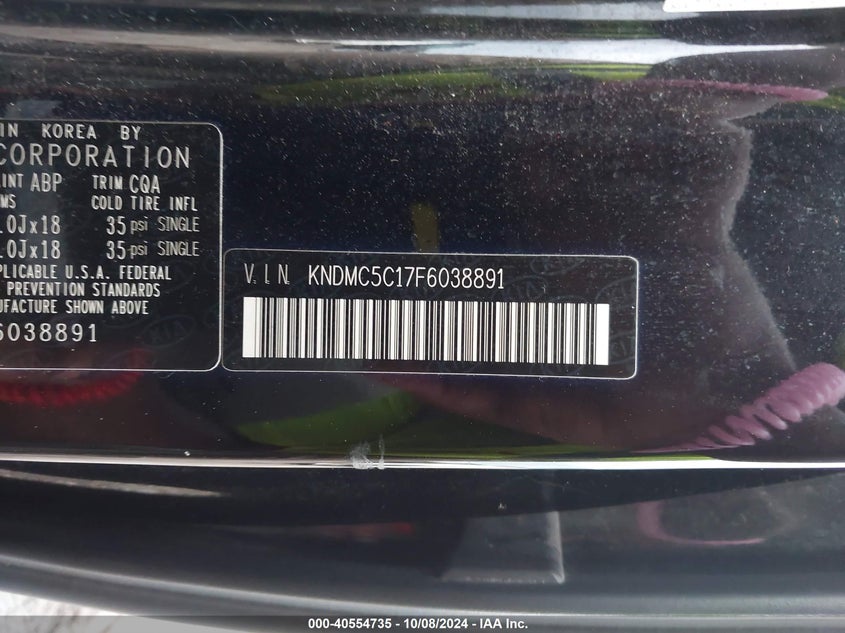 IN KOREA BY
CORPORATION
INT ABP TRIM CQA
MS COLD TIRE INFL
.0Jx18 35 psi SINGLE
.0Jx18 35 psi SINGLE
PLICABLE U.S.A. FEDERAL
PREVENTION STANDARDS
UFACTURE SHOWN ABOVE
6038891
V.I.N. KNDMC5C17F6038891
000-40554735 - 10/08/2024 - IAA Inc.